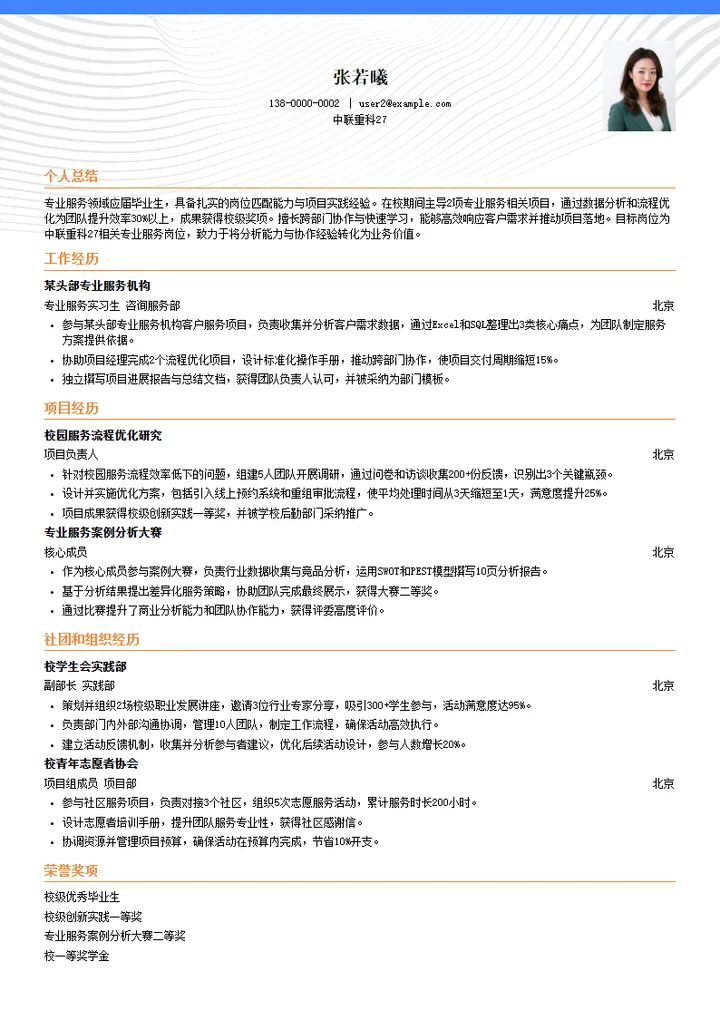 张若曦
138-0000-0002 | user2@example.com
中联重科27
个人总结
专业服务领域应届毕业生，具备扎实的岗位匹配能力与项目实践经验。在校期间主导2项专业服务相关项目，通过数据分析和流程优
化为团队提升效率30%以上，成果获得校级奖项。擅长跨部门协作与快速学习，能够高效响应客户需求并推动项目落地。目标岗位为
中联重科27相关专业服务岗位，致力于将分析能力与协作经验转化为业务价值。
工作经历
某头部专业服务机构
专业服务实习生 咨询服务部 北京
• 参与某头部专业服务机构客户服务项目，负责收集并分析客户需求数据，通过Excel和SQL整理出3类核心痛点，为团队制定服务
方案提供依据。
• 协助项目经理完成2个流程优化项目，设计标准化操作手册，推动跨部门协作，使项目交付周期缩短15%。
• 独立撰写项目进展报告与总结文档，获得团队负责人认可，并被采纳为部门模板。
项目经历
校园服务流程优化研究
项目负责人 北京
• 针对校园服务流程效率低下的问题，组建5人团队开展调研，通过问卷和访谈收集200+份反馈，识别出3个关键瓶颈。
• 设计并实施优化方案，包括引入线上预约系统和重组审批流程，使平均处理时间从3天缩短至1天，满意度提升25%。
• 项目成果获得校级创新实践一等奖，并被学校后勤部门采纳推广。
专业服务案例分析大赛
核心成员 北京
• 作为核心成员参与案例大赛，负责行业数据收集与竞品分析，运用SWOT和PEST模型撰写10页分析报告。
• 基于分析结果提出差异化服务策略，协助团队完成最终展示，获得大赛二等奖。
• 通过比赛提升了商业分析能力和团队协作能力，获得评委高度评价。
社团和组织经历
校学生会实践部
副部长 实践部 北京
• 策划并组织2场校级职业发展讲座，邀请3位行业专家分享，吸引300+学生参与，活动满意度达95%。
• 负责部门内外部沟通协调，管理10人团队，制定工作流程，确保活动高效执行。
• 建立活动反馈机制，收集并分析参与者建议，优化后续活动设计，参与人数增长20%。
校青年志愿者协会
项目组成员 项目部 北京
• 参与社区服务项目，负责对接3个社区，组织5次志愿服务活动，累计服务时长200小时。
• 设计志愿者培训手册，提升团队服务专业性，获得社区感谢信。
• 协调资源并管理项目预算，确保活动在预算内完成，节省10%开支。
荣誉奖项
校级优秀毕业生
校级创新实践一等奖
专业服务案例分析大赛二等奖
校一等奖学金